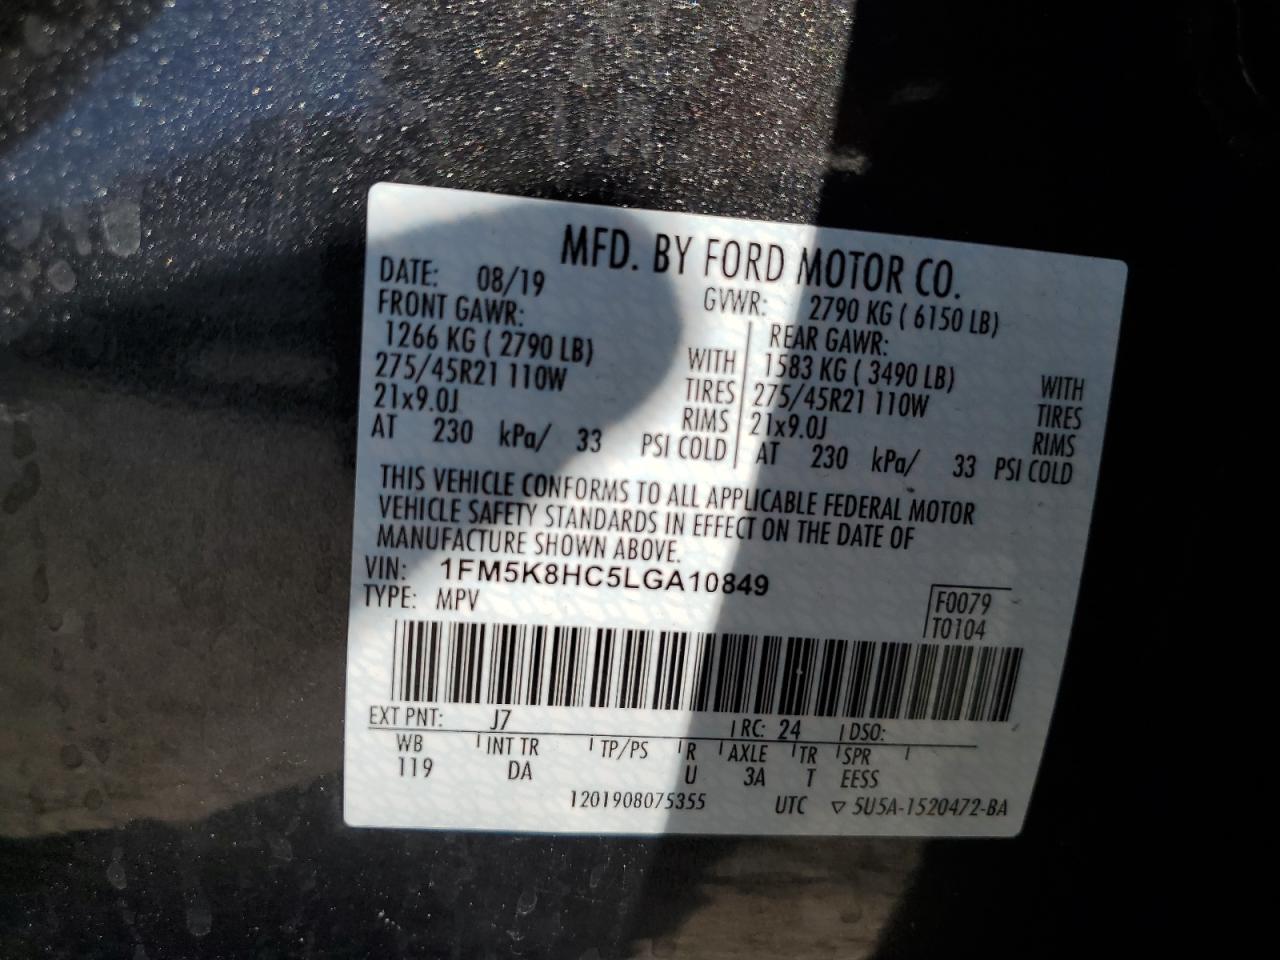 MFD. BY FORD MOTOR CO.
DATE: 08/19 GVWR: 2790 KG ( 6150 LB)
FRONT GAWR: REAR GAWR:
1266 KG ( 2790 LB) WITH 1583 KG ( 3490 LB) WITH
275/45R21 110W TIRES 275/45R21 110W TIRES
21x9.0J RIMS 21x9.0J RIMS
AT 230 kPa/ 33 PSI COLD AT 230 kPa/ 33 PSI COLD
THIS VEHICLE CONFORMS TO ALL APPLICABLE FEDERAL MOTOR
VEHICLE SAFETY STANDARDS IN EFFECT ON THE DATE OF
MANUFACTURE SHOWN ABOVE.
VIN: 1FM5K8HC5LGA10849
TYPE: MPV
F0079
T0104
EXT PNT: J7 RC: 24 DSO:
WB INT TR TP/PS R AXLE TR SPR
119 DA U 3A T EESS
1201908075355 UTC ▽ 5U5A-1520472-BA